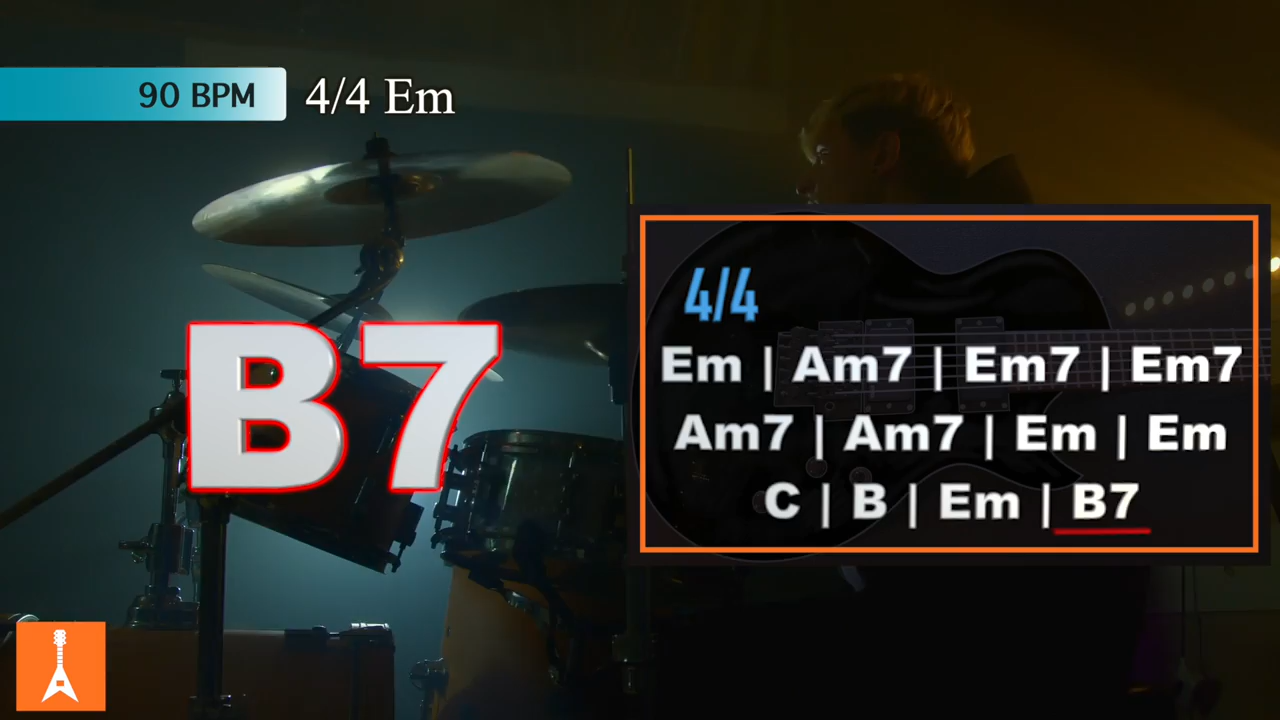 90 BPM 4/4 Em
B7
4/4
Em | Am7 | Em7 | Em7
Am7 | Am7 | Em | Em
C | B | Em | B7